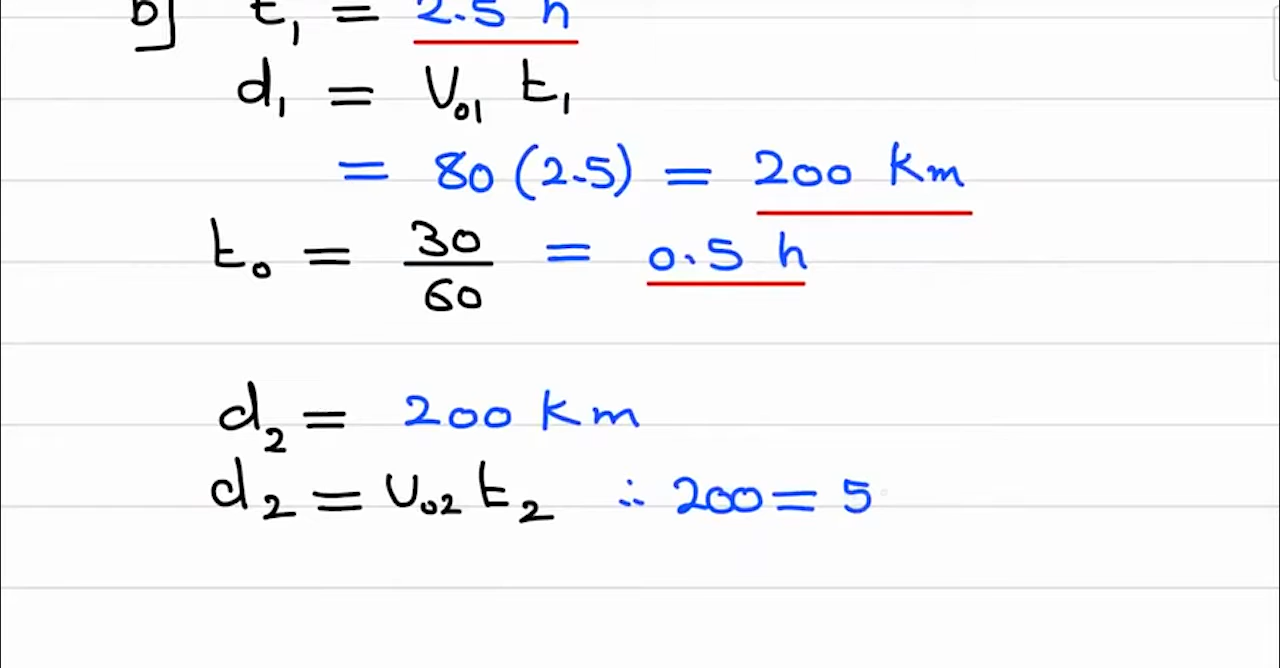 b] t₁ = 2.5 h
d₁ = V₀₁ t₁
= 80 (2.5) = 200 km
t₀ = 30/60 = 0.5 h
d₂ = 200 km
d₂ = V₀₂ t₂ ∴ 200 = 5